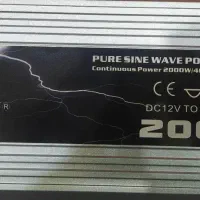 PURE SINE WAVE PO
Continuous Power 2000W/4
CE
DC12V TO
R
200